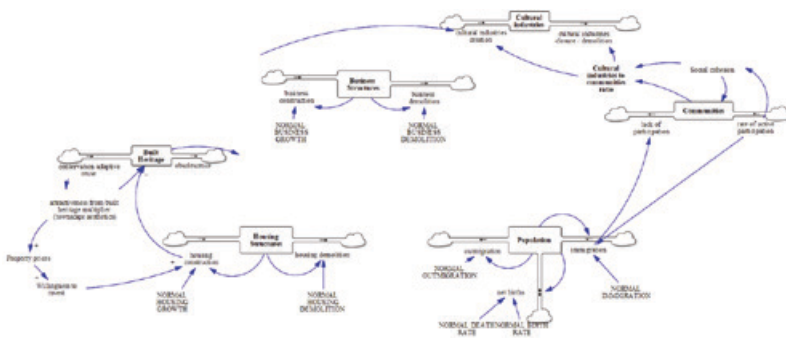 Cultural
Industries
cultural industries
creation
cultural industries
closure / demolition
Cultural
industries to
communities
ratio
Social cohesion
Business
Structures
business
construction
business
demolition
NORMAL
BUSINESS
GROWTH
NORMAL
BUSINESS
DEMOLITION
Communities
lack of
participation
rate of active
participation
Built
Heritage
conservation adaptive
reuse
attractiveness from built
heritage multiplier
(townscape aesthetics)
+
Property prices
-
Willingness to
invest
+
Housing
Structures
housing
construction
housing demolition
NORMAL
HOUSING
GROWTH
NORMAL
HOUSING
DEMOLITION
Population
outmigration
immigration
NORMAL
OUTMIGRATION
NORMAL
IMMIGRATION
net births
NORMAL DEATH
RATE
NORMAL BIRTH
RATE